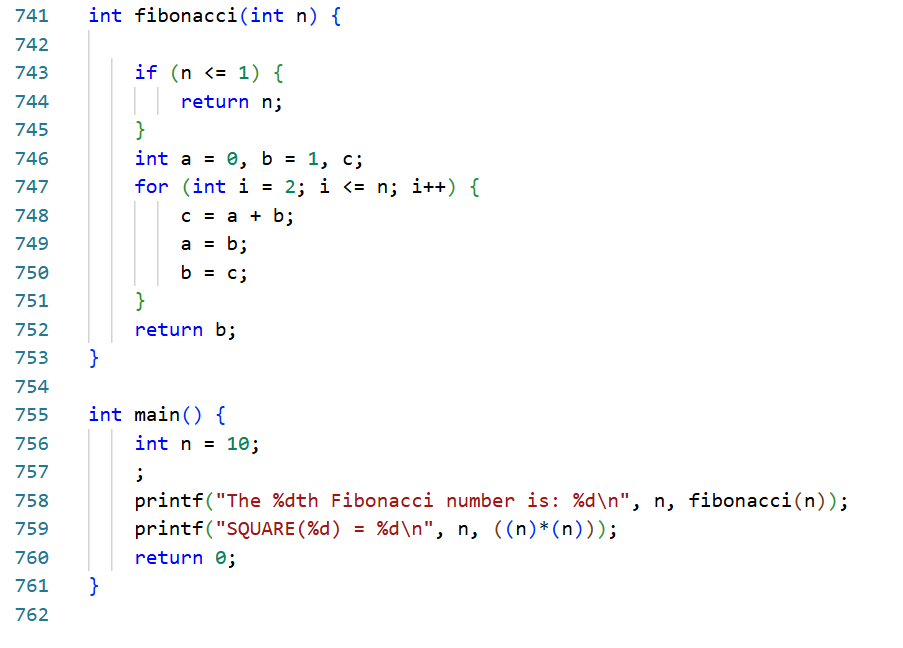 741 int fibonacci(int n) {
742
743     if (n <= 1) {
744         return n;
745     }
746     int a = 0, b = 1, c;
747     for (int i = 2; i <= n; i++) {
748         c = a + b;
749         a = b;
750         b = c;
751     }
752     return b;
753 }
754
755 int main() {
756     int n = 10;
757     ;
758     printf("The %dth Fibonacci number is: %d\n", n, fibonacci(n));
759     printf("SQUARE(%d) = %d\n", n, ((n)*(n)));
760     return 0;
761 }
762